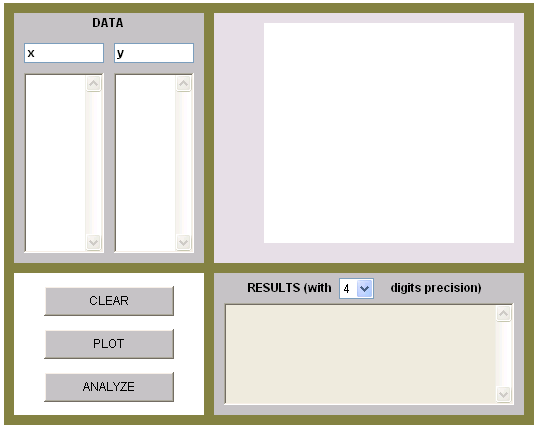 DATA
x y
CLEAR
PLOT
ANALYZE
RESULTS (with 4 digits precision)